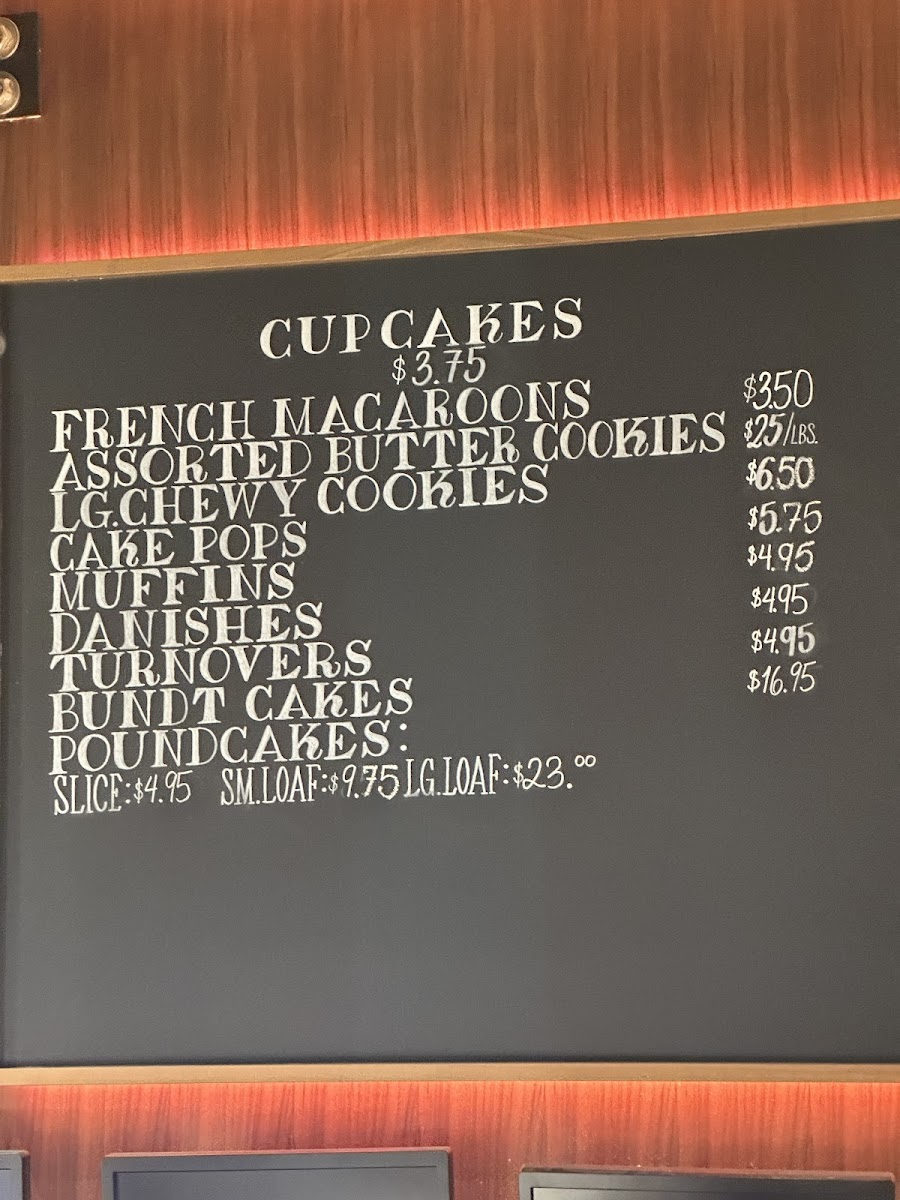 CUPCAKES
$3.75
FRENCH MACAROONS $3.50
ASSORTED BUTTER COOKIES $25/LBS.
LG.CHEWY COOKIES $6.50
CAKE POPS $5.75
MUFFINS $4.95
DANISHES $4.95
TURNOVERS $4.95
BUNDT CAKES $16.95
POUNDCAKES:
SLICE:$4.95 SM.LOAF:$9.75 LG.LOAF:$23.00